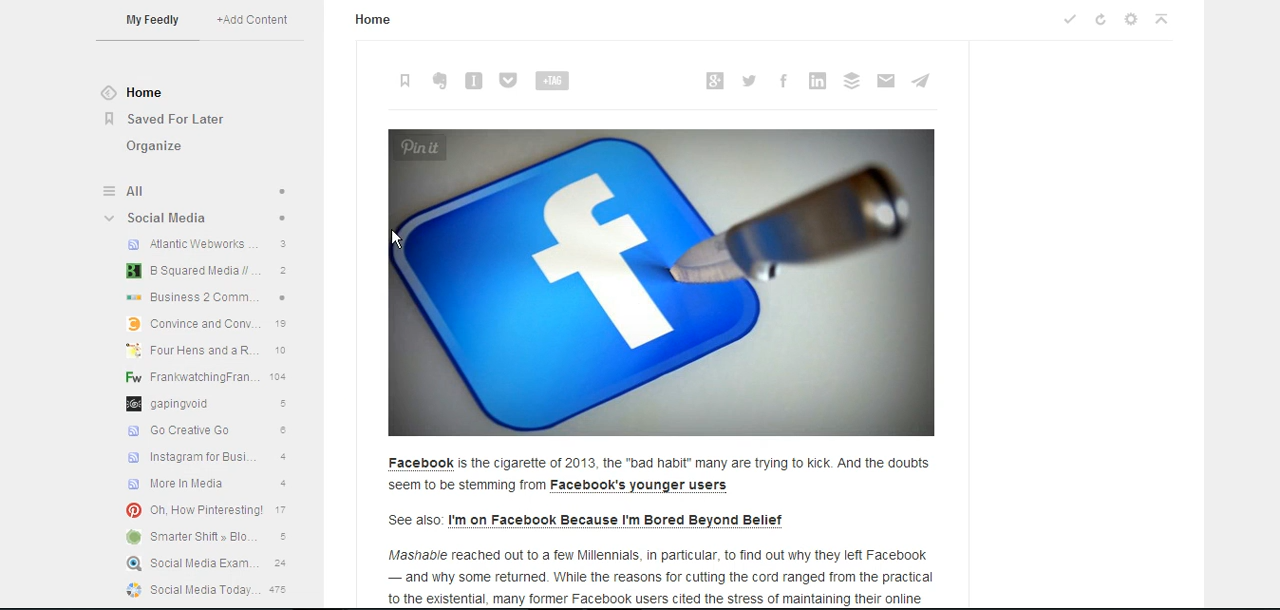 My Feedly
+Add Content
Home
Saved For Later
Organize
All
Social Media
Atlantic Webworks ... 3
B Squared Media // ... 2
Business 2 Comm...
Convince and Conv... 19
Four Hens and a R... 10
FrankwatchingFran... 104
gapingvoid 5
Go Creative Go 6
Instagram for Busi... 4
More In Media 4
Oh, How Pinteresting! 17
Smarter Shift » Blo... 5
Social Media Exam... 24
Social Media Today... 475
Home
+TAG
Pin it
Facebook is the cigarette of 2013, the "bad habit" many are trying to kick. And the doubts
seem to be stemming from Facebook's younger users
See also: I'm on Facebook Because I'm Bored Beyond Belief
Mashable reached out to a few Millennials, in particular, to find out why they left Facebook
— and why some returned. While the reasons for cutting the cord ranged from the practical
to the existential, many former Facebook users cited the stress of maintaining their online